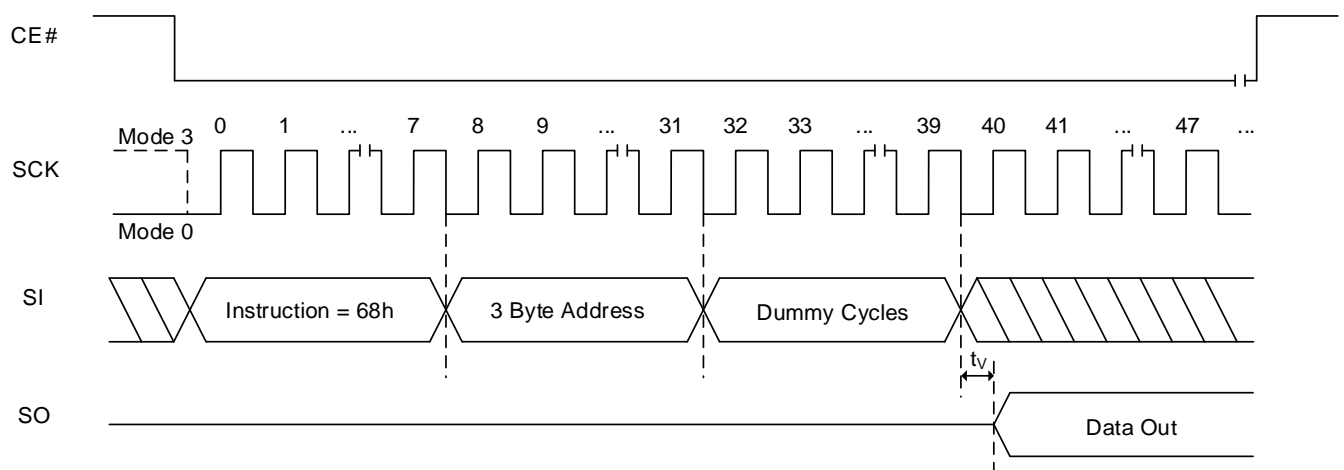 CE#
Mode 3
0 1 ... 7 8 9 ... 31 32 33 ... 39 40 41 ... 47 ...
SCK
Mode 0
SI
Instruction = 68h
3 Byte Address
Dummy Cycles
tV
SO
Data Out